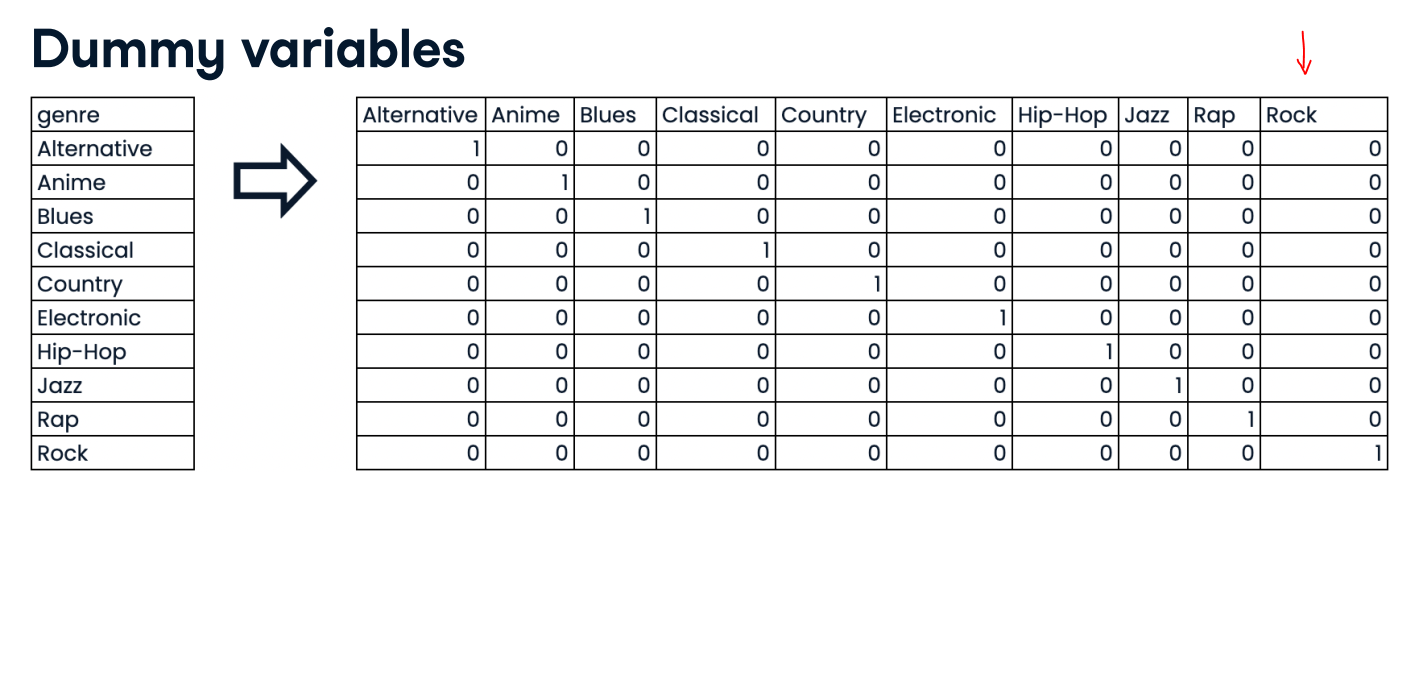 Dummy variables
genre
Alternative
Anime
Blues
Classical
Country
Electronic
Hip-Hop
Jazz
Rap
Rock
Alternative Anime Blues Classical Country Electronic Hip-Hop Jazz Rap Rock
1 0 0 0 0 0 0 0 0 0
0 1 0 0 0 0 0 0 0 0
0 0 1 0 0 0 0 0 0 0
0 0 0 1 0 0 0 0 0 0
0 0 0 0 1 0 0 0 0 0
0 0 0 0 0 1 0 0 0 0
0 0 0 0 0 0 1 0 0 0
0 0 0 0 0 0 0 1 0 0
0 0 0 0 0 0 0 0 1 0
0 0 0 0 0 0 0 0 0 1